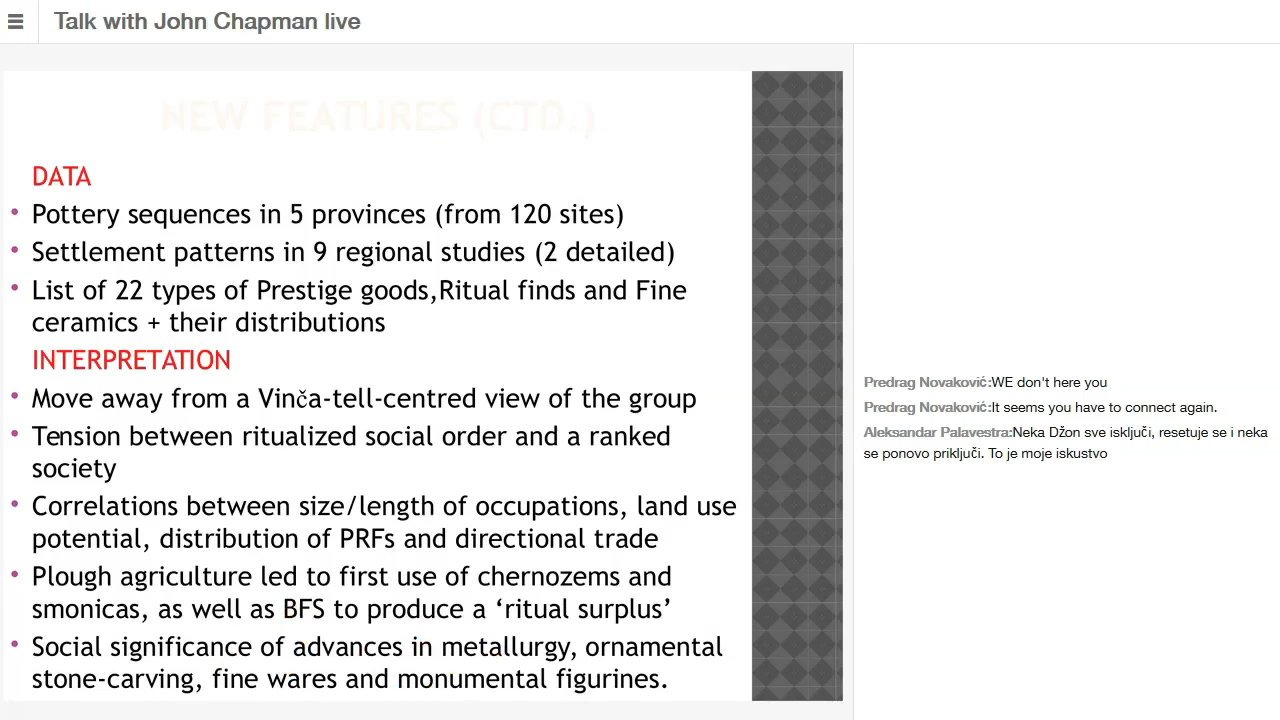 Talk with John Chapman live
NEW FEATURES (CTD.)
DATA
• Pottery sequences in 5 provinces (from 120 sites)
• Settlement patterns in 9 regional studies (2 detailed)
• List of 22 types of Prestige goods,Ritual finds and Fine
ceramics + their distributions
INTERPRETATION
• Move away from a Vinča-tell-centred view of the group
• Tension between ritualized social order and a ranked
society
• Correlations between size/length of occupations, land use
potential, distribution of PRFs and directional trade
• Plough agriculture led to first use of chernozems and
smonicas, as well as BFS to produce a ‘ritual surplus’
• Social significance of advances in metallurgy, ornamental
stone-carving, fine wares and monumental figurines.
Predrag Novaković:WE don't here you
Predrag Novaković:It seems you have to connect again.
Aleksandar Palavestra:Neka Džon sve isključi, resetuje se i neka
se ponovo priključi. To je moje iskustvo